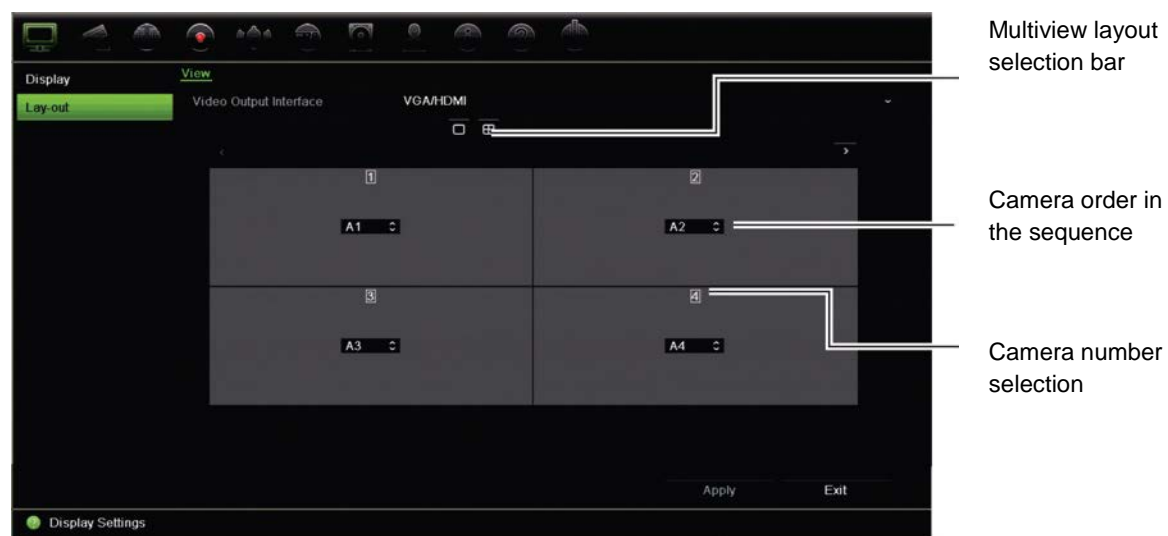 Display
Lay-out
View
Video Output Interface VGA/HDMI
1 2
A1 A2
3 4
A3 A4
Apply Exit
Display Settings
Multiview layout
selection bar
Camera order in
the sequence
Camera number
selection